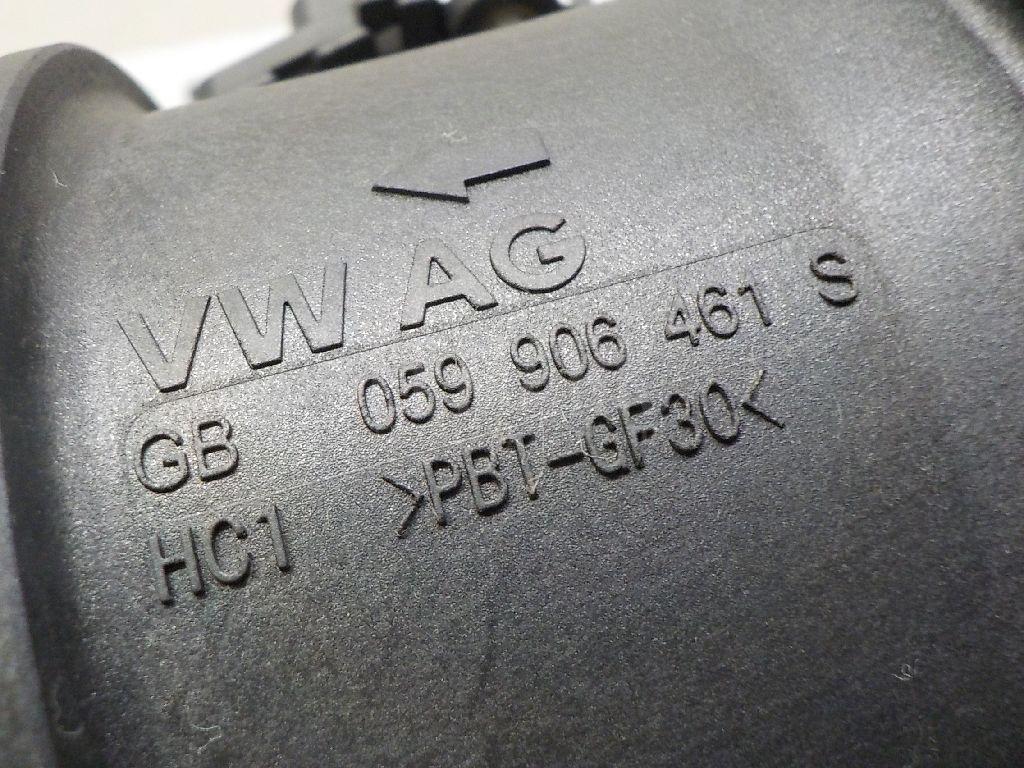 VW AG
GB 059 906 461 S
HC1 >PBT-GF30<